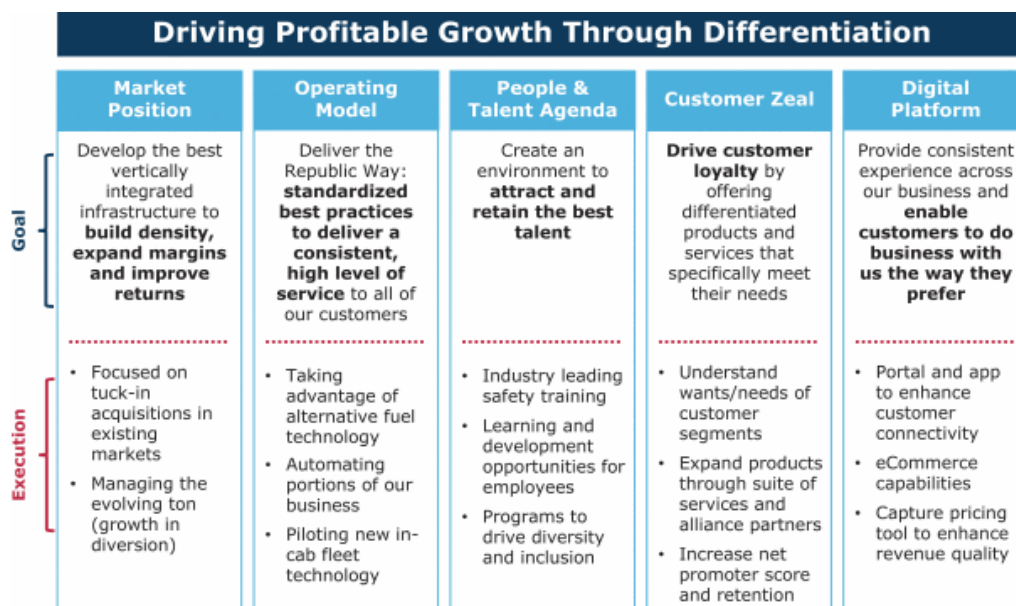 Driving Profitable Growth Through Differentiation
Market
Position
Operating
Model
People &
Talent Agenda
Customer Zeal
Digital
Platform
Goal
Develop the best
vertically
integrated
infrastructure to
build density,
expand margins
and improve
returns
Deliver the
Republic Way:
standardized
best practices
to deliver a
consistent,
high level of
service to all of
our customers
Create an
environment to
attract and
retain the best
talent
Drive customer
loyalty by
offering
differentiated
products and
services that
specifically meet
their needs
Provide consistent
experience across
our business and
enable
customers to do
business with
us the way they
prefer
Execution
• Focused on
tuck-in
acquisitions in
existing
markets
• Managing the
evolving ton
(growth in
diversion)
• Taking
advantage of
alternative fuel
technology
• Automating
portions of our
business
• Piloting new in-
cab fleet
technology
• Industry leading
safety training
• Learning and
development
opportunities for
employees
• Programs to
drive diversity
and inclusion
• Understand
wants/needs of
customer
segments
• Expand products
through suite of
services and
alliance partners
• Increase net
promoter score
and retention
• Portal and app
to enhance
customer
connectivity
• eCommerce
capabilities
• Capture pricing
tool to enhance
revenue quality